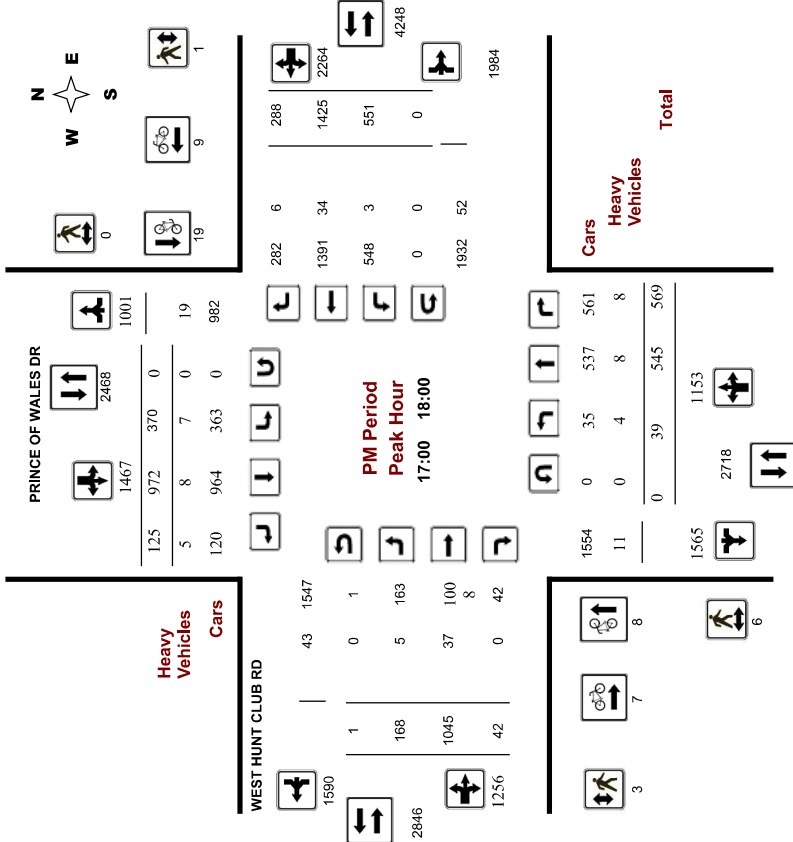 N
E
W
S
1
9
0
19
4248
2264
1984
288
1425
551
0
282 6
1391 34
548 3
0 0
1932 52
PRINCE OF WALES DR
2468
1467
1001
125 972 370 0
5 8 7 0 19
120 964 363 0 982
Heavy
Vehicles
Cars
PM Period
Peak Hour
17:00 18:00
WEST HUNT CLUB RD
43 1547
0 1
5 163
37 100
8
0 42
1
168
1045
42
1590
2846
1256
Cars
Heavy
Vehicles
Total
1554 0 35 537 561
11 0 4 8 8
0 39 545 569
1565
2718
1153
8
7
3
6